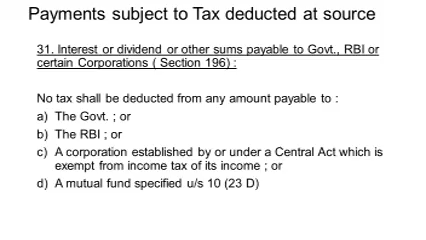 Payments subject to Tax deducted at source
31. Interest or dividend or other sums payable to Govt., RBI or
certain Corporations ( Section 196) :
No tax shall be deducted from any amount payable to :
a) The Govt. ; or
b) The RBI ; or
c) A corporation established by or under a Central Act which is
exempt from income tax of its income ; or
d) A mutual fund specified u/s 10 (23 D)